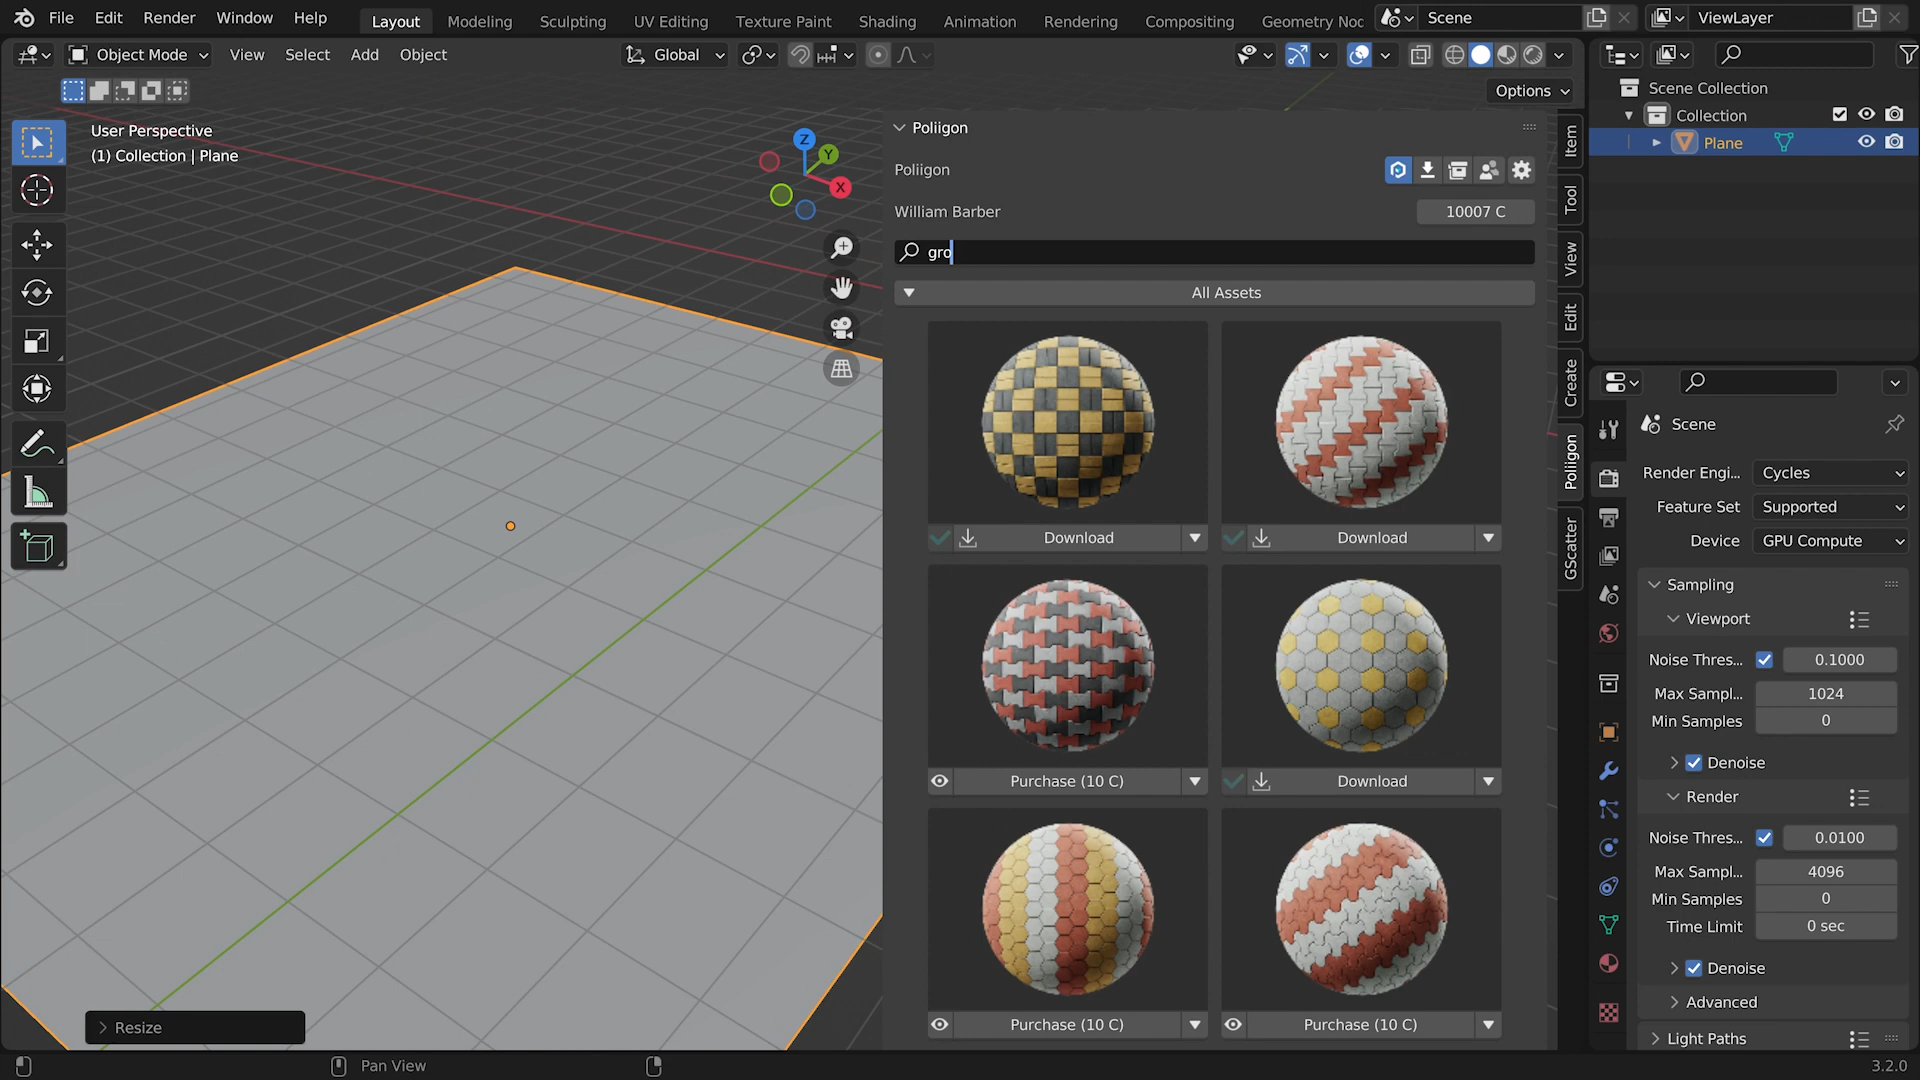 File Edit Render Window Help
Layout Modeling Sculpting UV Editing Texture Paint Shading Animation Rendering Compositing Geometry Noc
Scene
ViewLayer
Object Mode View Select Add Object
Global
Options
User Perspective
(1) Collection | Plane
Z
Y
X
Resize
Poliigon
Poliigon
William Barber
10007 C
gro
All Assets
Download
Download
Purchase (10 C)
Download
Purchase (10 C)
Purchase (10 C)
Item
Tool
View
Edit
Create
Poliigon
GScatter
Scene Collection
Collection
Plane
Scene
Render Engi... Cycles
Feature Set Supported
Device GPU Compute
Sampling
Viewport
Noise Thres... 0.1000
Max Sampl... 1024
Min Samples 0
Denoise
Render
Noise Thres... 0.0100
Max Sampl... 4096
Min Samples 0
Time Limit 0 sec
Denoise
Advanced
Light Paths
Pan View
3.2.0